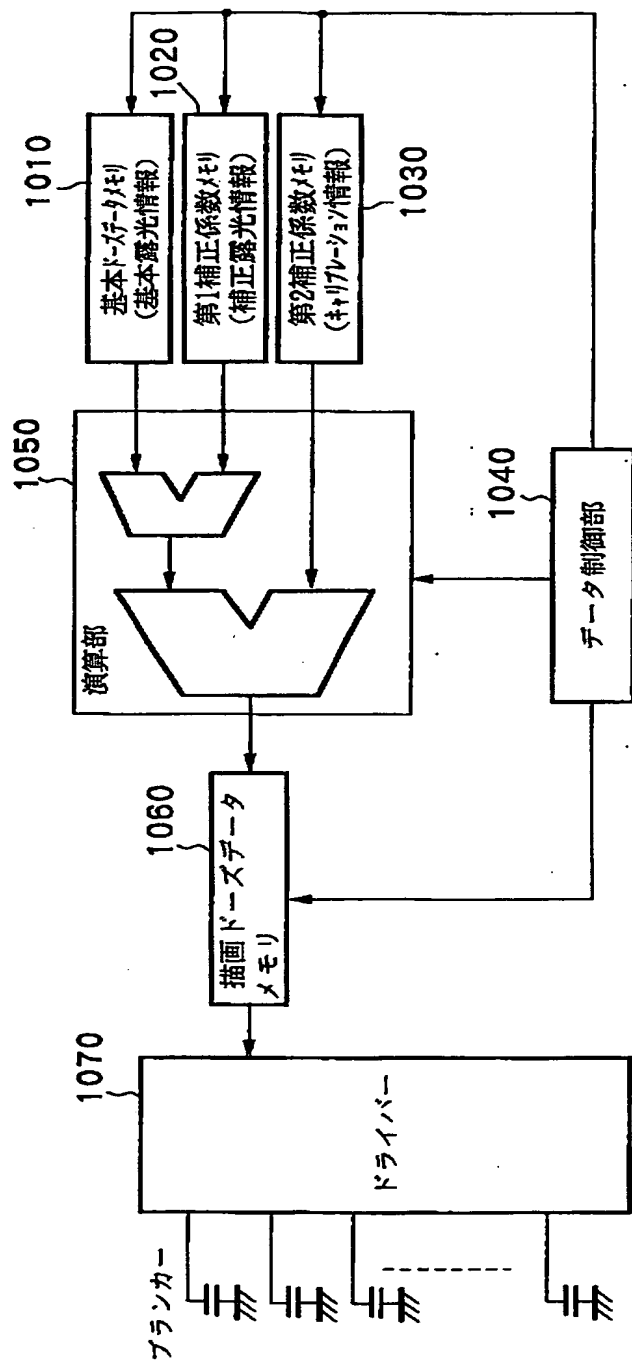 1010
基本ドーズデータメモリ
(基本露光情報)
1020
第1補正係数メモリ
(補正露光情報)
1030
第2補正係数メモリ
(キャリブレーション情報)
1050
演算部
1040
データ制御部
1060
描画ドーズデータ
メモリ
1070
ドライバー
ブランカー